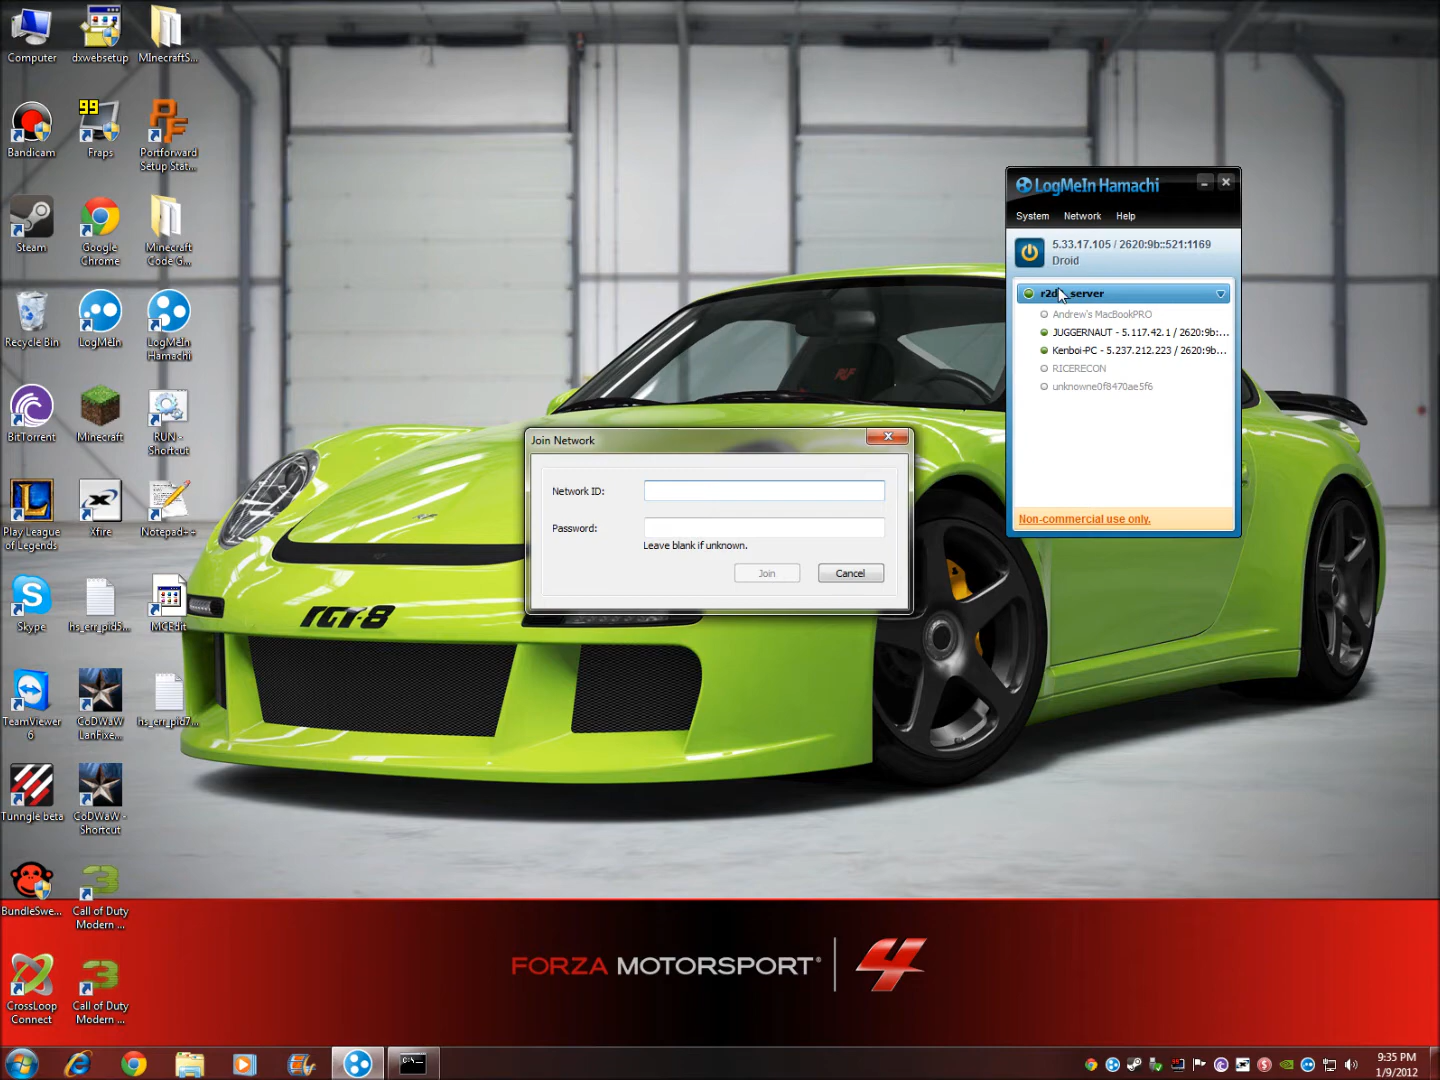 Computer
dxwebsetup
MInecraftS...
Bandicam
99
Fraps
PF
Portforward
Setup Stat...
Steam
Google
Chrome
Minecraft
Code G...
Recycle Bin
LogMeIn
LogMeIn
Hamachi
BitTorrent
Minecraft
RUN -
Shortcut
Play League
of Legends
Xfire
Notepad++
Skype
hs_err_pid5...
MCEdit
TeamViewer
6
CoDWaW
LanFixe...
hs_err_pid7...
Tunngle beta
CoDWaW -
Shortcut
BundleSwe...
Call of Duty
Modern ...
CrossLoop
Connect
Call of Duty
Modern ...
LogMeIn Hamachi
System Network Help
5.33.17.105 / 2620:9b::521:1169
Droid
Andrew's MacBookPRO
JUGGERNAUT - 5.117.42.1 / 2620:9b:...
Kenboi-PC - 5.237.212.223 / 2620:9b...
RICERECON
unknowne0f8470ae5f6
Non-commercial use only.
Join Network
Network ID:
Password:
Leave blank if unknown.
Join Cancel
RGT-8
FORZA MOTORSPORT® 4
9:35 PM
1/9/2012